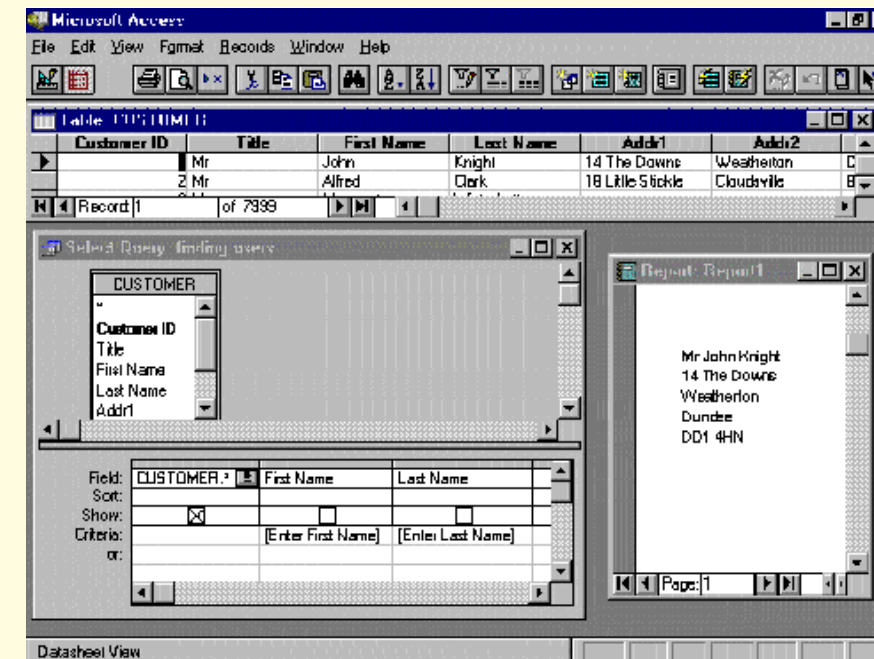 Microsoft Access
File Edit View Format Records Window Help
Table: CUSTOMER
Customer ID Title First Name Last Name Addr1 Addr2
Mr John Knight 14 The Downs Weatherton D
2 Mr Alfred Clark 18 Little Stickle Cloudsville
Record: 1 of 7999
Select Query: finding users
CUSTOMER
*
Customer ID
Title
First Name
Last Name
Addr1
Field: CUSTOMER.* First Name Last Name
Sort:
Show:
Criteria: [Enter First Name] [Enter Last Name]
or:
Report: Report1
Mr John Knight
14 The Downs
Weatherton
Dundee
DD1 4HN
Page: 1
Datasheet View